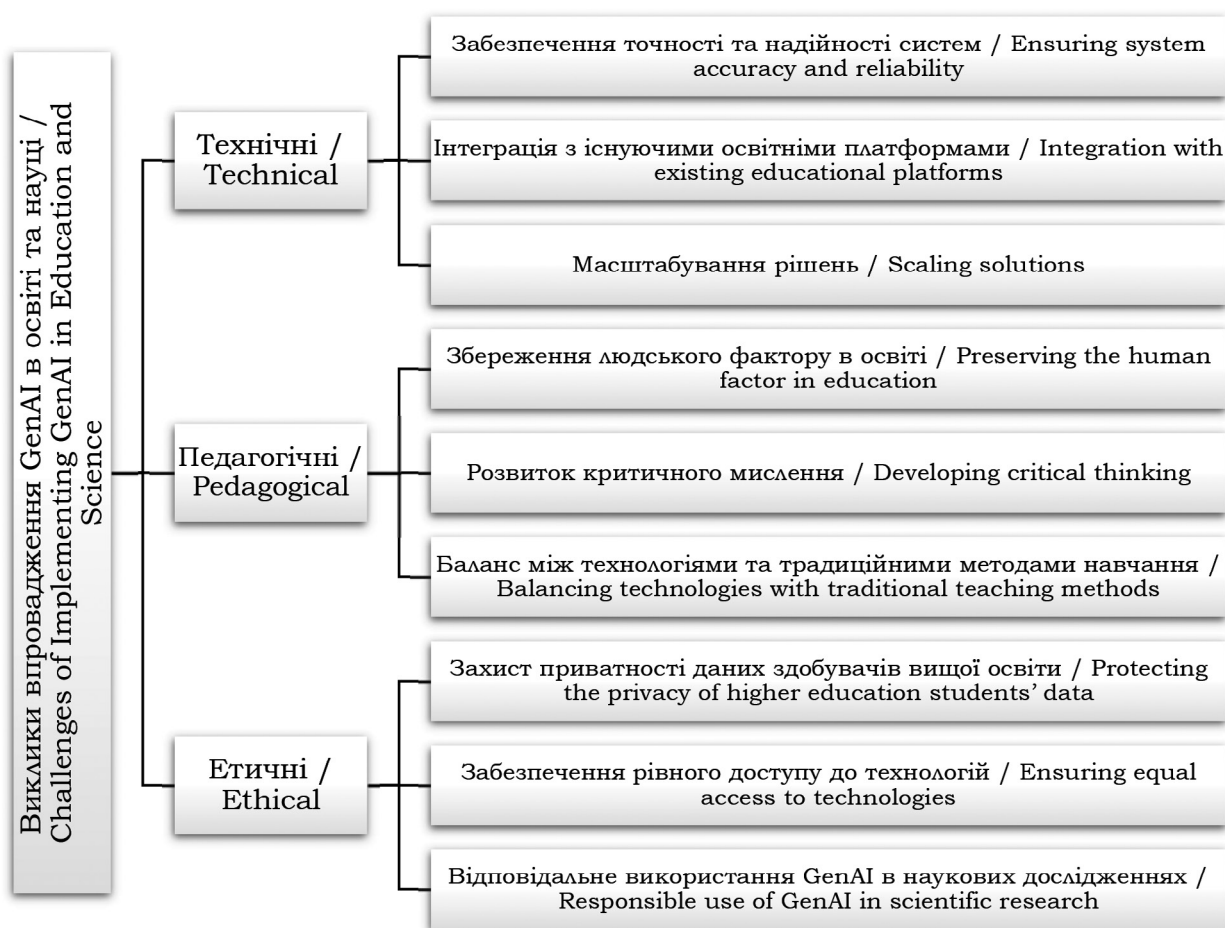 Виклики впровадження GenAI в освіті та науці /
Challenges of Implementing GenAI in Education and
Science
Технічні /
Technical
Забезпечення точності та надійності систем / Ensuring system
accuracy and reliability
Інтеграція з існуючими освітніми платформами / Integration with
existing educational platforms
Масштабування рішень / Scaling solutions
Педагогічні /
Pedagogical
Збереження людського фактору в освіті / Preserving the human
factor in education
Розвиток критичного мислення / Developing critical thinking
Баланс між технологіями та традиційними методами навчання /
Balancing technologies with traditional teaching methods
Етичні /
Ethical
Захист приватності даних здобувачів вищої освіти / Protecting
the privacy of higher education students’ data
Забезпечення рівного доступу до технологій / Ensuring equal
access to technologies
Відповідальне використання GenAI в наукових дослідженнях /
Responsible use of GenAI in scientific research